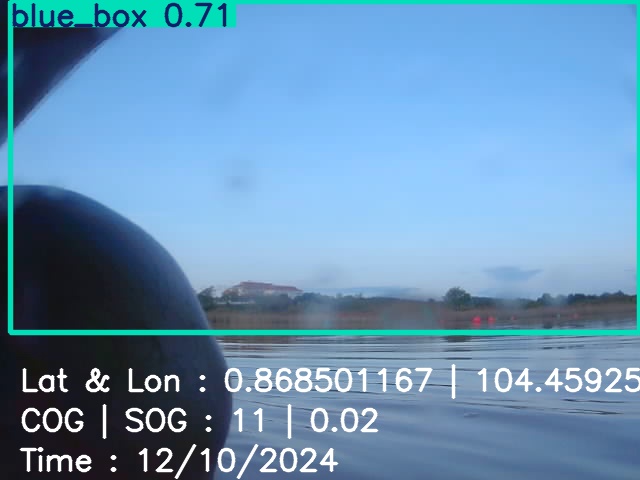 blue_box 0.71
Lat & Lon : 0.868501167 | 104.45925
COG | SOG : 11 | 0.02
Time : 12/10/2024